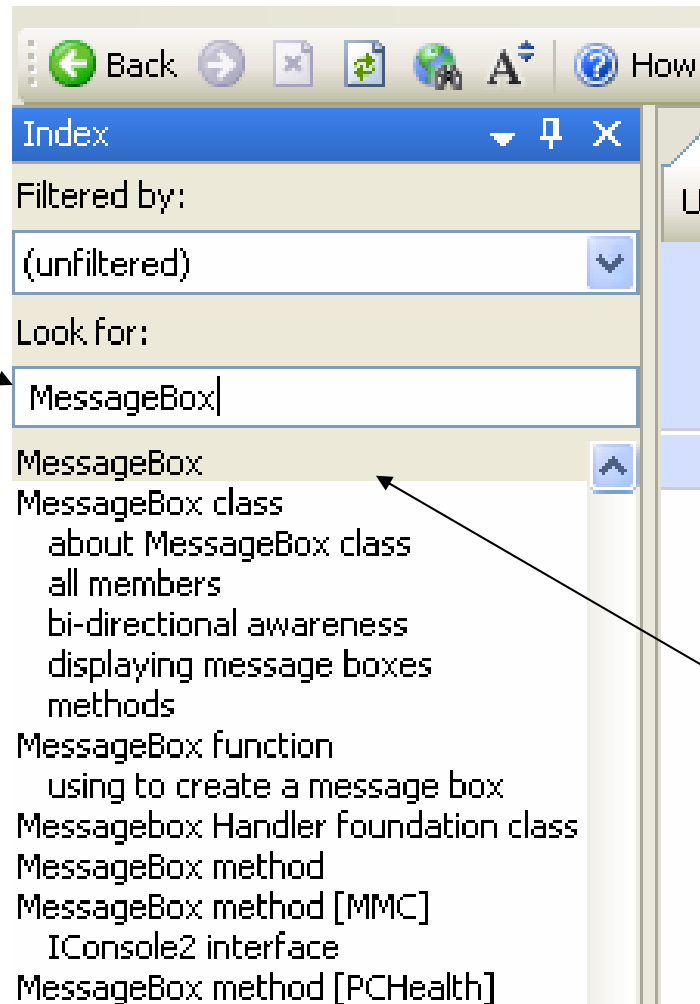 Back A How
Index
Filtered by:
(unfiltered)
Look for:
MessageBox
MessageBox
MessageBox class
about MessageBox class
all members
bi-directional awareness
displaying message boxes
methods
MessageBox function
using to create a message box
Messagebox Handler foundation class
MessageBox method
MessageBox method [MMC]
IConsole2 interface
MessageBox method [PCHealth]